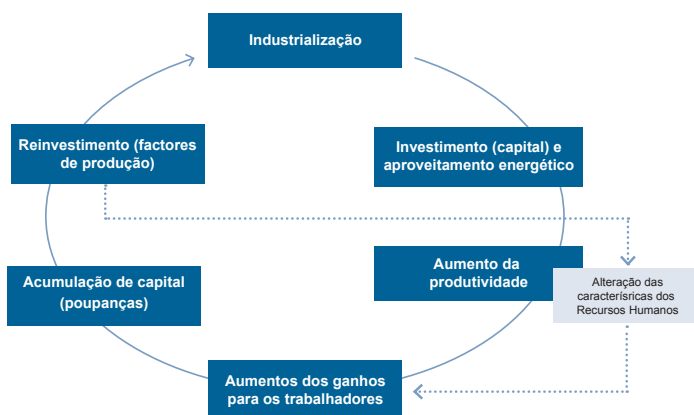 Industrialização
Reinvestimento (factores
de produção)
Investimento (capital) e
aproveitamento energético
Aumento da
produtividade
Alteração das
caracterísricas dos
Recursos Humanos
Acumulação de capital
(poupanças)
Aumentos dos ganhos
para os trabalhadores